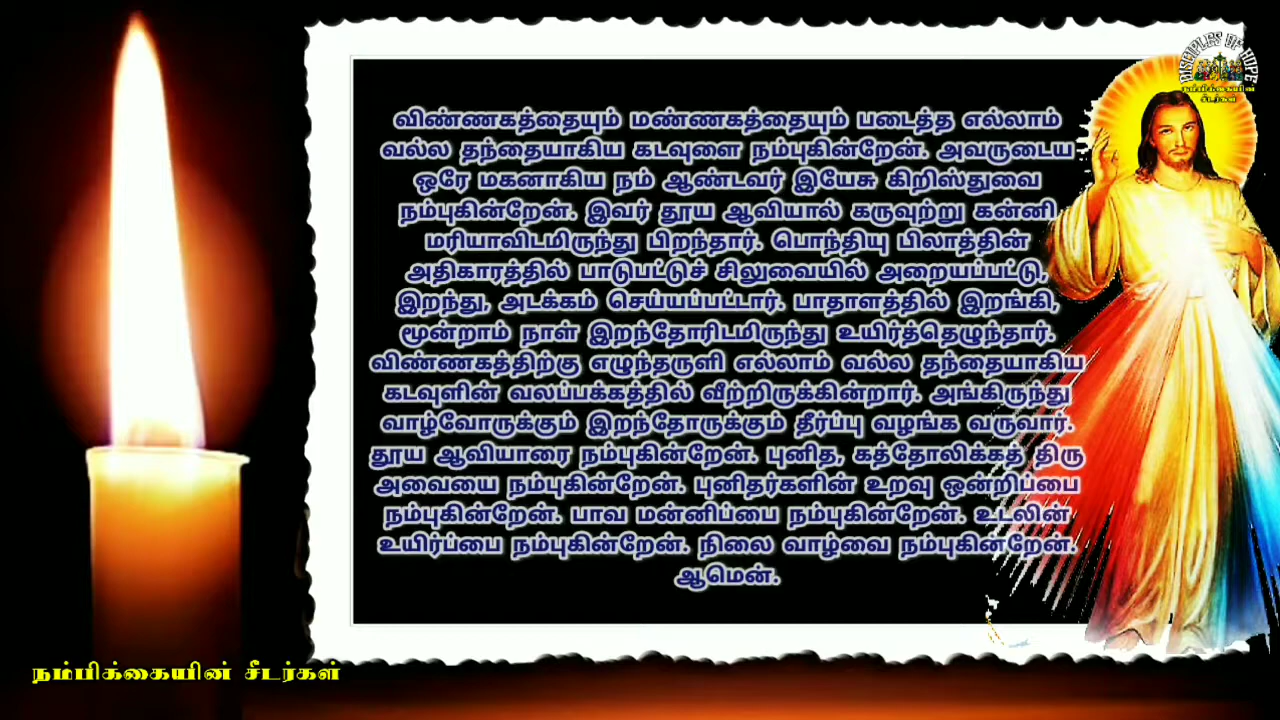 DISCIPLES OF HOPE
நம்பிக்கையின்
சீடர்கள்
விண்ணகத்தையும் மண்ணகத்தையும் படைத்த எல்லாம்
வல்ல தந்தையாகிய கடவுளை நம்புகின்றேன். அவருடைய
ஒரே மகனாகிய நம் ஆண்டவர் இயேசு கிறிஸ்துவை
நம்புகின்றேன். இவர் தூய ஆவியால் கருவுற்று கன்னி
மரியாவிடமிருந்து பிறந்தார். பொந்தியு பிலாத்தின்
அதிகாரத்தில் பாடுபட்டுச் சிலுவையில் அறையப்பட்டு,
இறந்து, அடக்கம் செய்யப்பட்டார். பாதாளத்தில் இறங்கி,
மூன்றாம் நாள் இறந்தோரிடமிருந்து உயிர்த்தெழுந்தார்.
விண்ணகத்திற்கு எழுந்தருளி எல்லாம் வல்ல தந்தையாகிய
கடவுளின் வலப்பக்கத்தில் வீற்றிருக்கின்றார். அங்கிருந்து
வாழ்வோருக்கும் இறந்தோருக்கும் தீர்ப்பு வழங்க வருவார்.
தூய ஆவியாரை நம்புகின்றேன். புனித, கத்தோலிக்கத் திரு
அவையை நம்புகின்றேன். புனிதர்களின் உறவு ஒன்றிப்பை
நம்புகின்றேன். பாவ மன்னிப்பை நம்புகின்றேன். உடலின்
உயிர்ப்பை நம்புகின்றேன். நிலை வாழ்வை நம்புகின்றேன்.
ஆமென்.
நம்பிக்கையின் சீடர்கள்